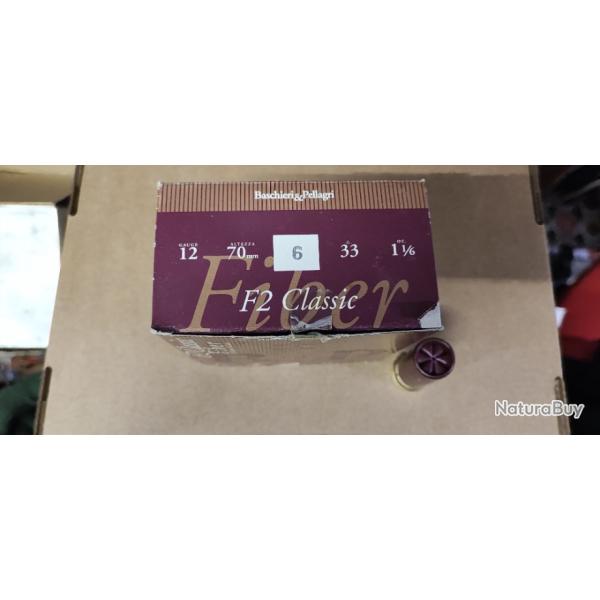 Baschieri&Pellagri
GAUGE ALTEZZA G OZ.
12 70mm 6 33 1 1/6
Fiber
F2 Classic
NaturaBuy